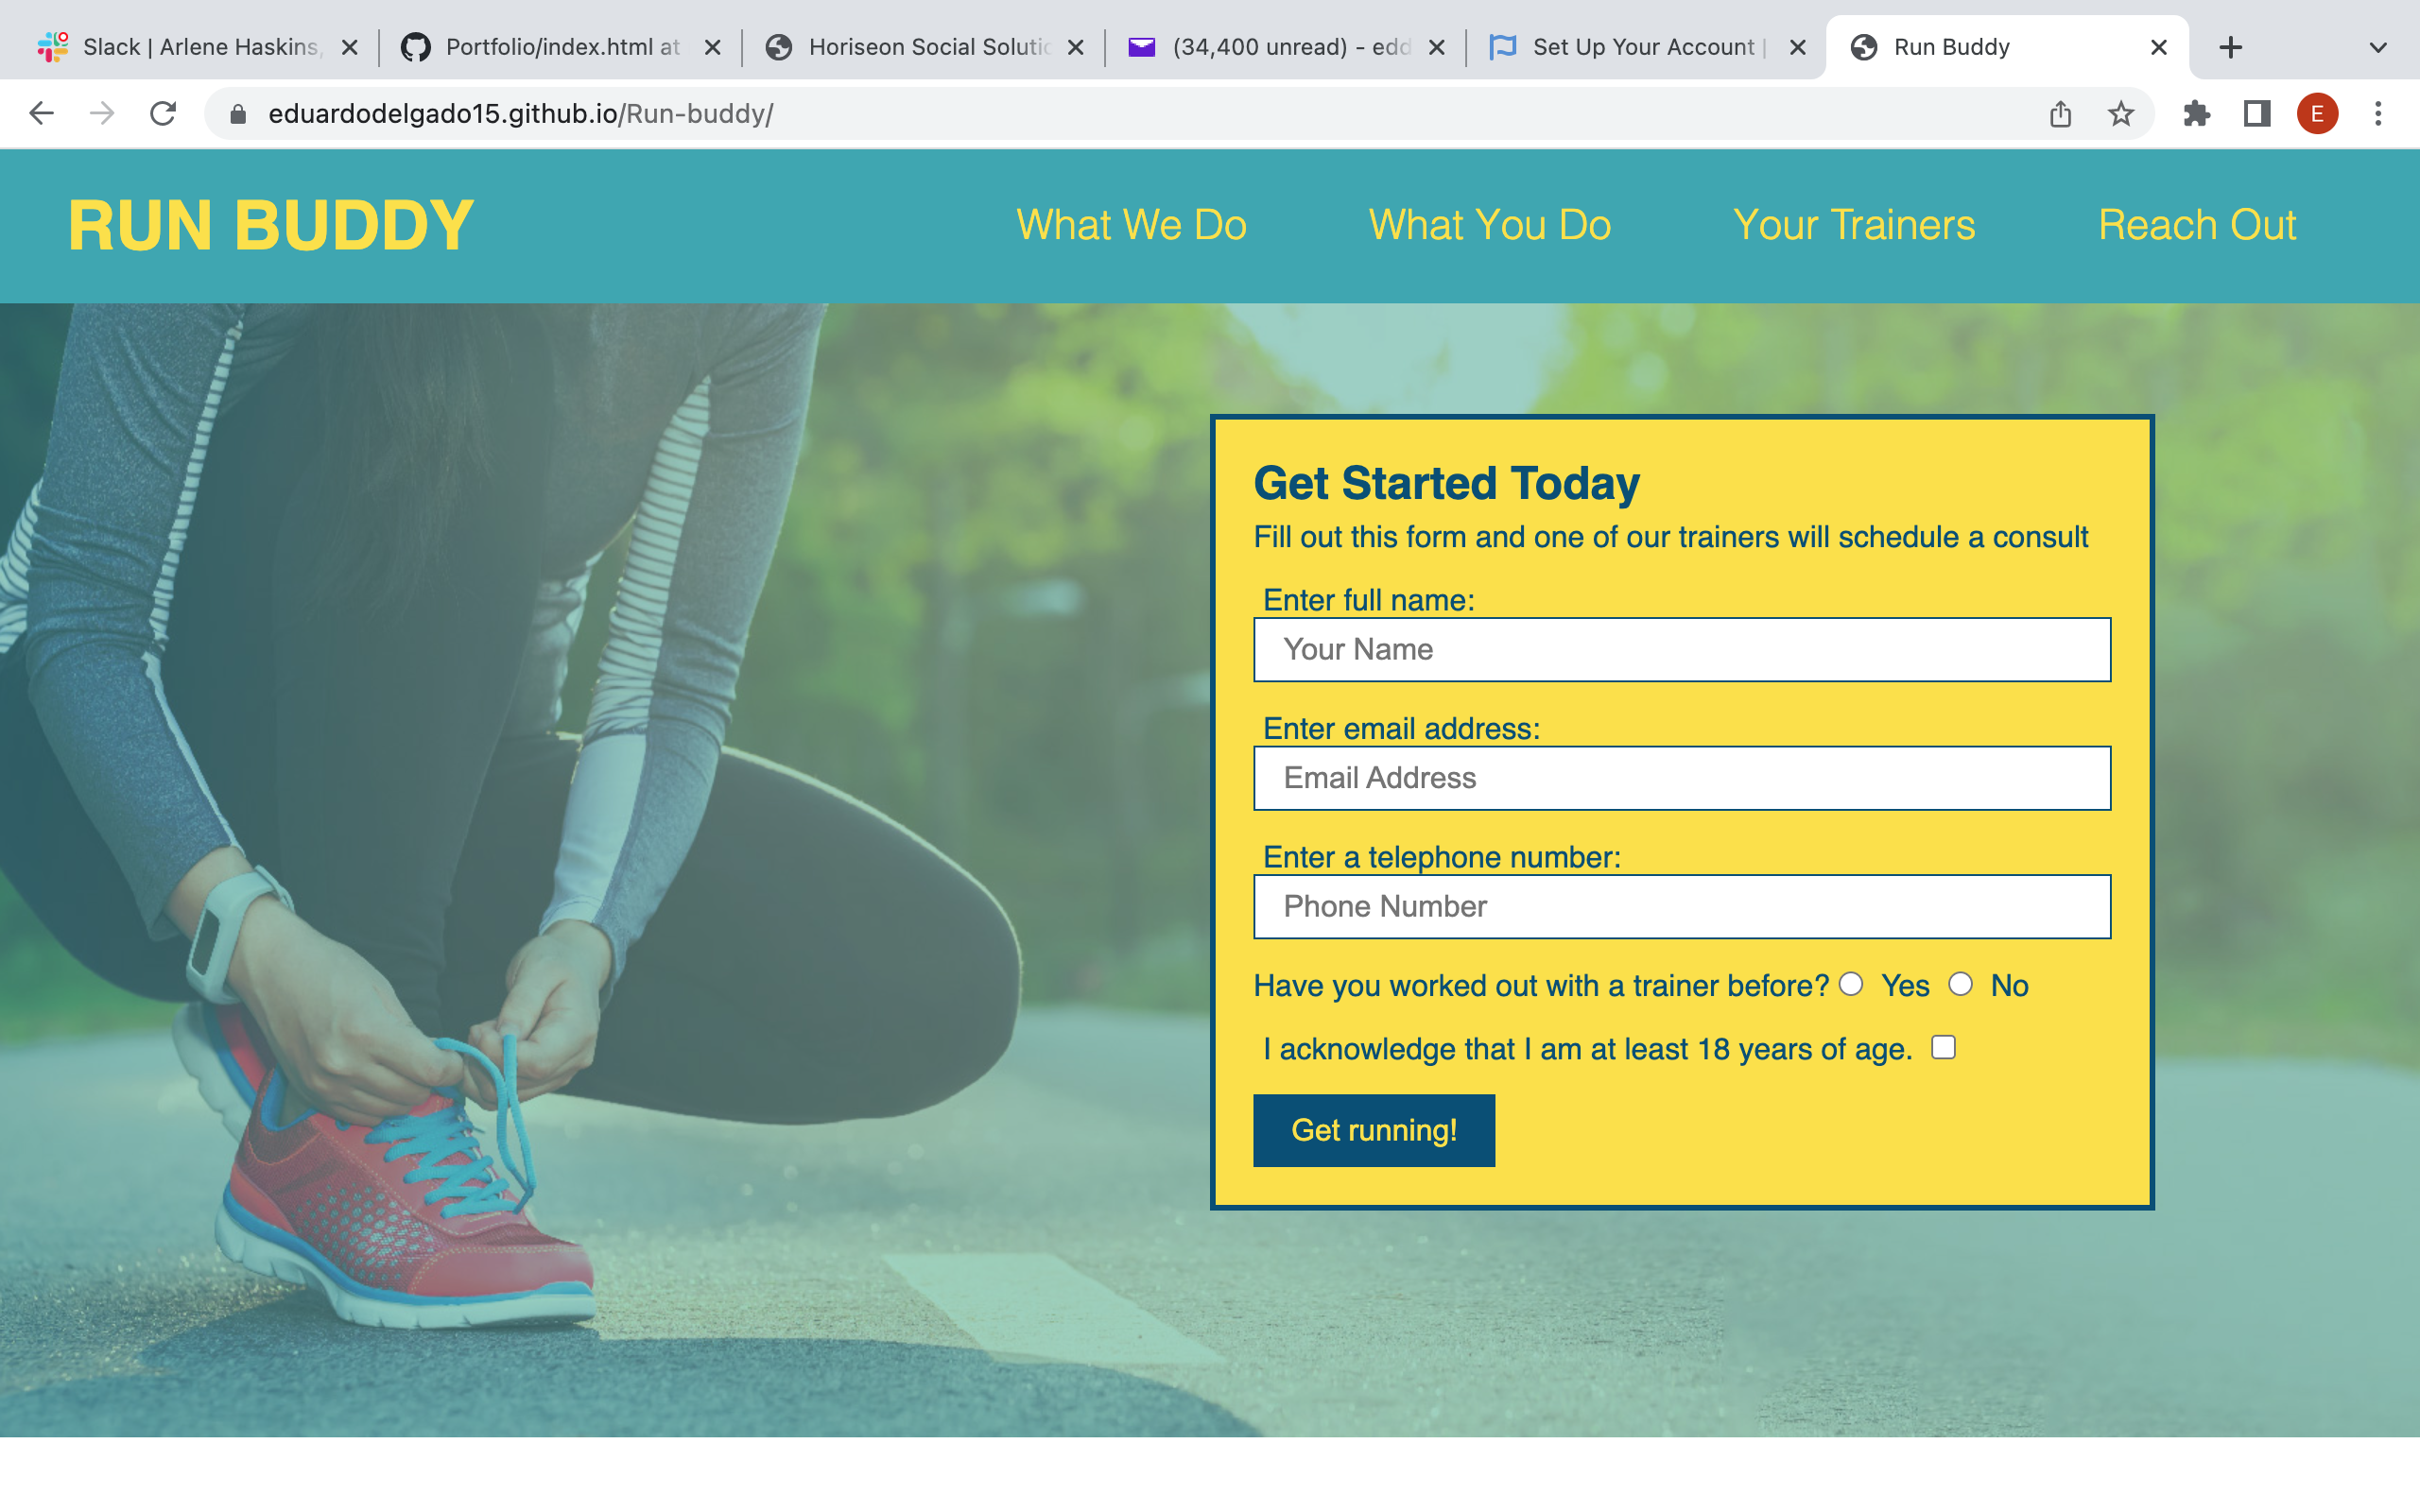 Slack | Arlene Haskins,
Portfolio/index.html at
Horiseon Social Solutic
(34,400 unread) - edd
Set Up Your Account |
Run Buddy
eduardodelgado15.github.io/Run-buddy/
E
RUN BUDDY
What We Do
What You Do
Your Trainers
Reach Out
Get Started Today
Fill out this form and one of our trainers will schedule a consult
Enter full name:
Your Name
Enter email address:
Email Address
Enter a telephone number:
Phone Number
Have you worked out with a trainer before? Yes No
I acknowledge that I am at least 18 years of age.
Get running!